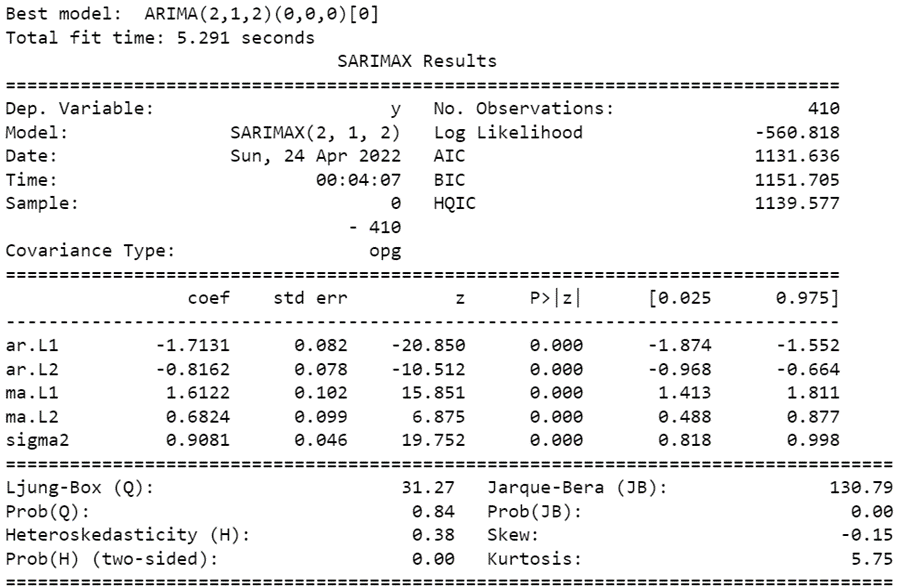 Best model:  ARIMA(2,1,2)(0,0,0)[0]
Total fit time: 5.291 seconds
                               SARIMAX Results
==============================================================================
Dep. Variable:                      y   No. Observations:                  410
Model:               SARIMAX(2, 1, 2)   Log Likelihood                -560.818
Date:                Sun, 24 Apr 2022   AIC                           1131.636
Time:                        00:04:07   BIC                           1151.705
Sample:                             0   HQIC                          1139.577
                                - 410
Covariance Type:                  opg
==============================================================================
                 coef    std err          z      P>|z|      [0.025      0.975]
------------------------------------------------------------------------------
ar.L1         -1.7131      0.082    -20.850      0.000      -1.874      -1.552
ar.L2         -0.8162      0.078    -10.512      0.000      -0.968      -0.664
ma.L1          1.6122      0.102     15.851      0.000       1.413       1.811
ma.L2          0.6824      0.099      6.875      0.000       0.488       0.877
sigma2         0.9081      0.046     19.752      0.000       0.818       0.998
===================================================================================
Ljung-Box (Q):                       31.27   Jarque-Bera (JB):               130.79
Prob(Q):                              0.84   Prob(JB):                         0.00
Heteroskedasticity (H):               0.38   Skew:                            -0.15
Prob(H) (two-sided):                  0.00   Kurtosis:                         5.75
===================================================================================